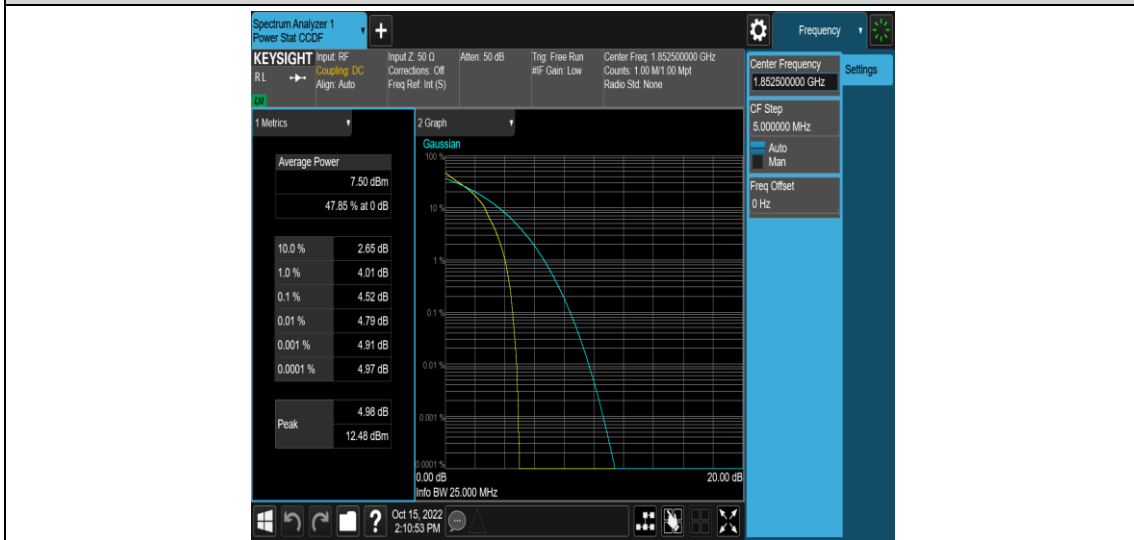 Spectrum Analyzer 1
Power Stat CCDF
+
Frequency
KEYSIGHT
RL
LXI
Input: RF
Coupling: DC
Align: Auto
Input Z: 50 Ω
Corrections: Off
Freq Ref: Int (S)
Atten: 50 dB
Trig: Free Run
#IF Gain: Low
Center Freq: 1.852500000 GHz
Counts: 1.00 M/1.00 Mpt
Radio Std: None
Center Frequency
1.852500000 GHz
Settings
CF Step
5.000000 MHz
Auto
Man
Freq Offset
0 Hz
1 Metrics
Average Power
7.50 dBm
47.85 % at 0 dB
10.0 % 2.65 dB
1.0 % 4.01 dB
0.1 % 4.52 dB
0.01 % 4.79 dB
0.001 % 4.91 dB
0.0001 % 4.97 dB
Peak
4.98 dB
12.48 dBm
2 Graph
Gaussian
100 %
10 %
1 %
0.1 %
0.01 %
0.001 %
0.0001 %
0.00 dB 20.00 dB
Info BW 25.000 MHz
?
Oct 15, 2022
2:10:53 PM